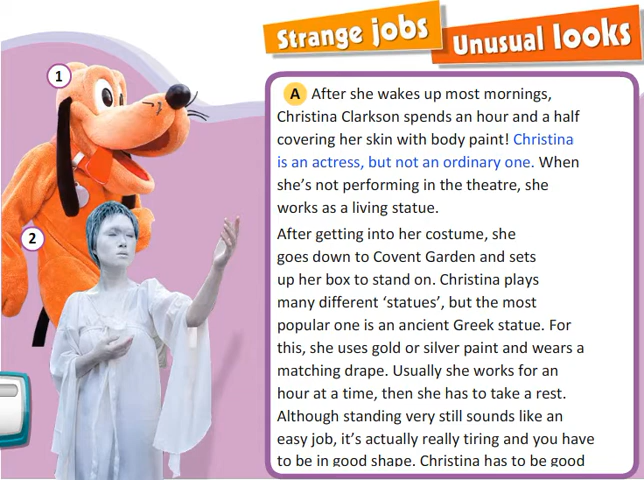 Strange jobs
Unusual looks
1
2
A After she wakes up most mornings,
Christina Clarkson spends an hour and a half
covering her skin with body paint! Christina
is an actress, but not an ordinary one. When
she's not performing in the theatre, she
works as a living statue.
After getting into her costume, she
goes down to Covent Garden and sets
up her box to stand on. Christina plays
many different ‘statues’, but the most
popular one is an ancient Greek statue. For
this, she uses gold or silver paint and wears a
matching drape. Usually she works for an
hour at a time, then she has to take a rest.
Although standing very still sounds like an
easy job, it's actually really tiring and you have
to be in good shape. Christina has to be good